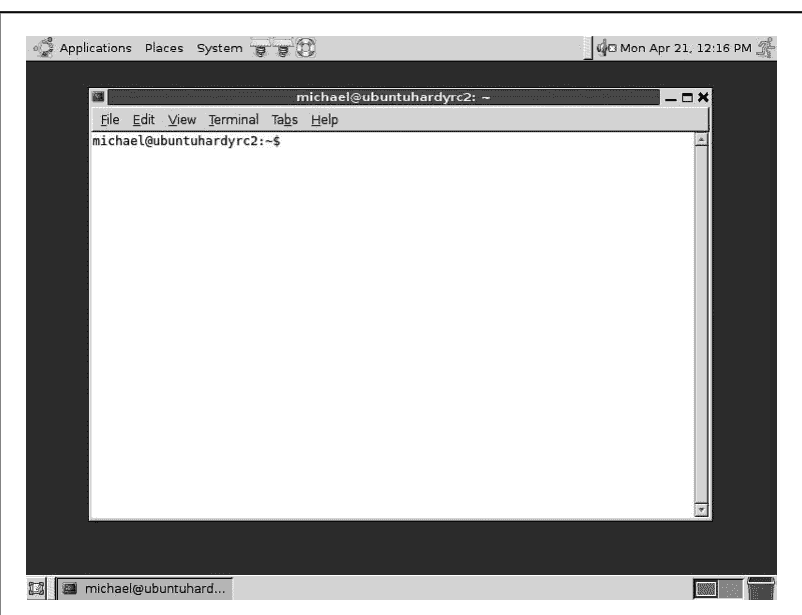 Applications Places System Mon Apr 21, 12:16 PM
michael@ubuntuhardyrc2: ~
File Edit View Terminal Tabs Help
michael@ubuntuhardyrc2:~$
michael@ubuntuhard...